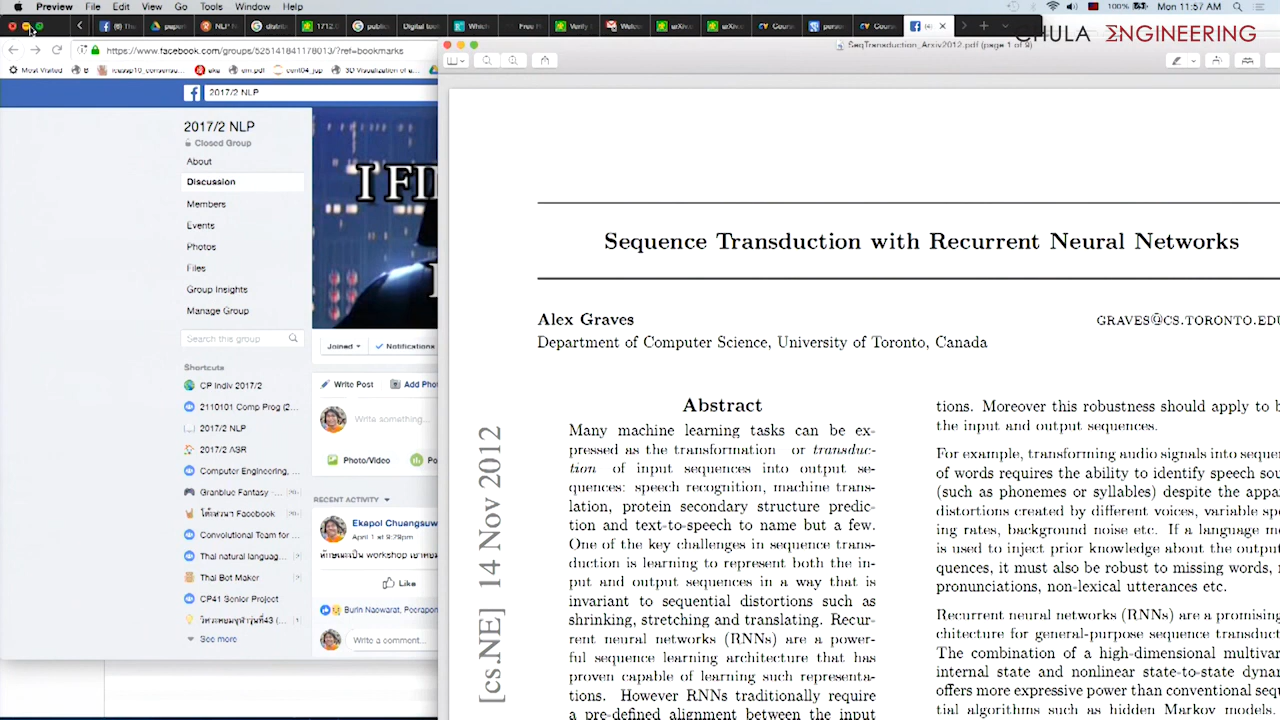 Preview File Edit View Go Tools Window Help
100% Mon 11:57 AM
CHULA ΣNGINEERING
https://www.facebook.com/groups/525141841178013/?ref=bookmarks
SeqTransduction_Arxiv2012.pdf (page 1 of 9)
Most Visited
3D Visualization of a...
2017/2 NLP
2017/2 NLP
Closed Group
About
Discussion
Members
Events
Photos
Files
Group Insights
Manage Group
Search this group
Shortcuts
CP Indiv 2017/2
2110101 Comp Prog (2...
2017/2 NLP
2017/2 ASR
Computer Engineering, ...
Granblue Fantasy -...
Convolutional Team for ...
Thai natural languag...
Thai Bot Maker
CP41 Senior Project
See more
I FI
Joined
Notifications
Write Post
Add Pho
Write something...
Photo/Video
Po
RECENT ACTIVITY
Ekapol Chuangsuw
April 1 at 9:29pm
Like
Burin Naowarat, Peerapon
Write a comment...
Sequence Transduction with Recurrent Neural Networks
Alex Graves
GRAVES@CS.TORONTO.EDU
Department of Computer Science, University of Toronto, Canada
[cs.NE] 14 Nov 2012
Abstract
Many machine learning tasks can be ex-
pressed as the transformation or transduc-
tion of input sequences into output se-
quences: speech recognition, machine trans-
lation, protein secondary structure predic-
tion and text-to-speech to name but a few.
One of the key challenges in sequence trans-
duction is learning to represent both the in-
put and output sequences in a way that is
invariant to sequential distortions such as
shrinking, stretching and translating. Recur-
rent neural networks (RNNs) are a power-
ful sequence learning architecture that has
proven capable of learning such representa-
tions. However RNNs traditionally require
a pre-defined alignment between the input
tions. Moreover this robustness should apply to b
the input and output sequences.
For example, transforming audio signals into sequen
of words requires the ability to identify speech sou
(such as phonemes or syllables) despite the appa
distortions created by different voices, variable spe
ing rates, background noise etc. If a language mo
is used to inject prior knowledge about the output
quences, it must also be robust to missing words, m
pronunciations, non-lexical utterances etc.
Recurrent neural networks (RNNs) are a promising
chitecture for general-purpose sequence transduct
The combination of a high-dimensional multivar
internal state and nonlinear state-to-state dynam
offers more expressive power than conventional sequ
tial algorithms such as hidden Markov models.